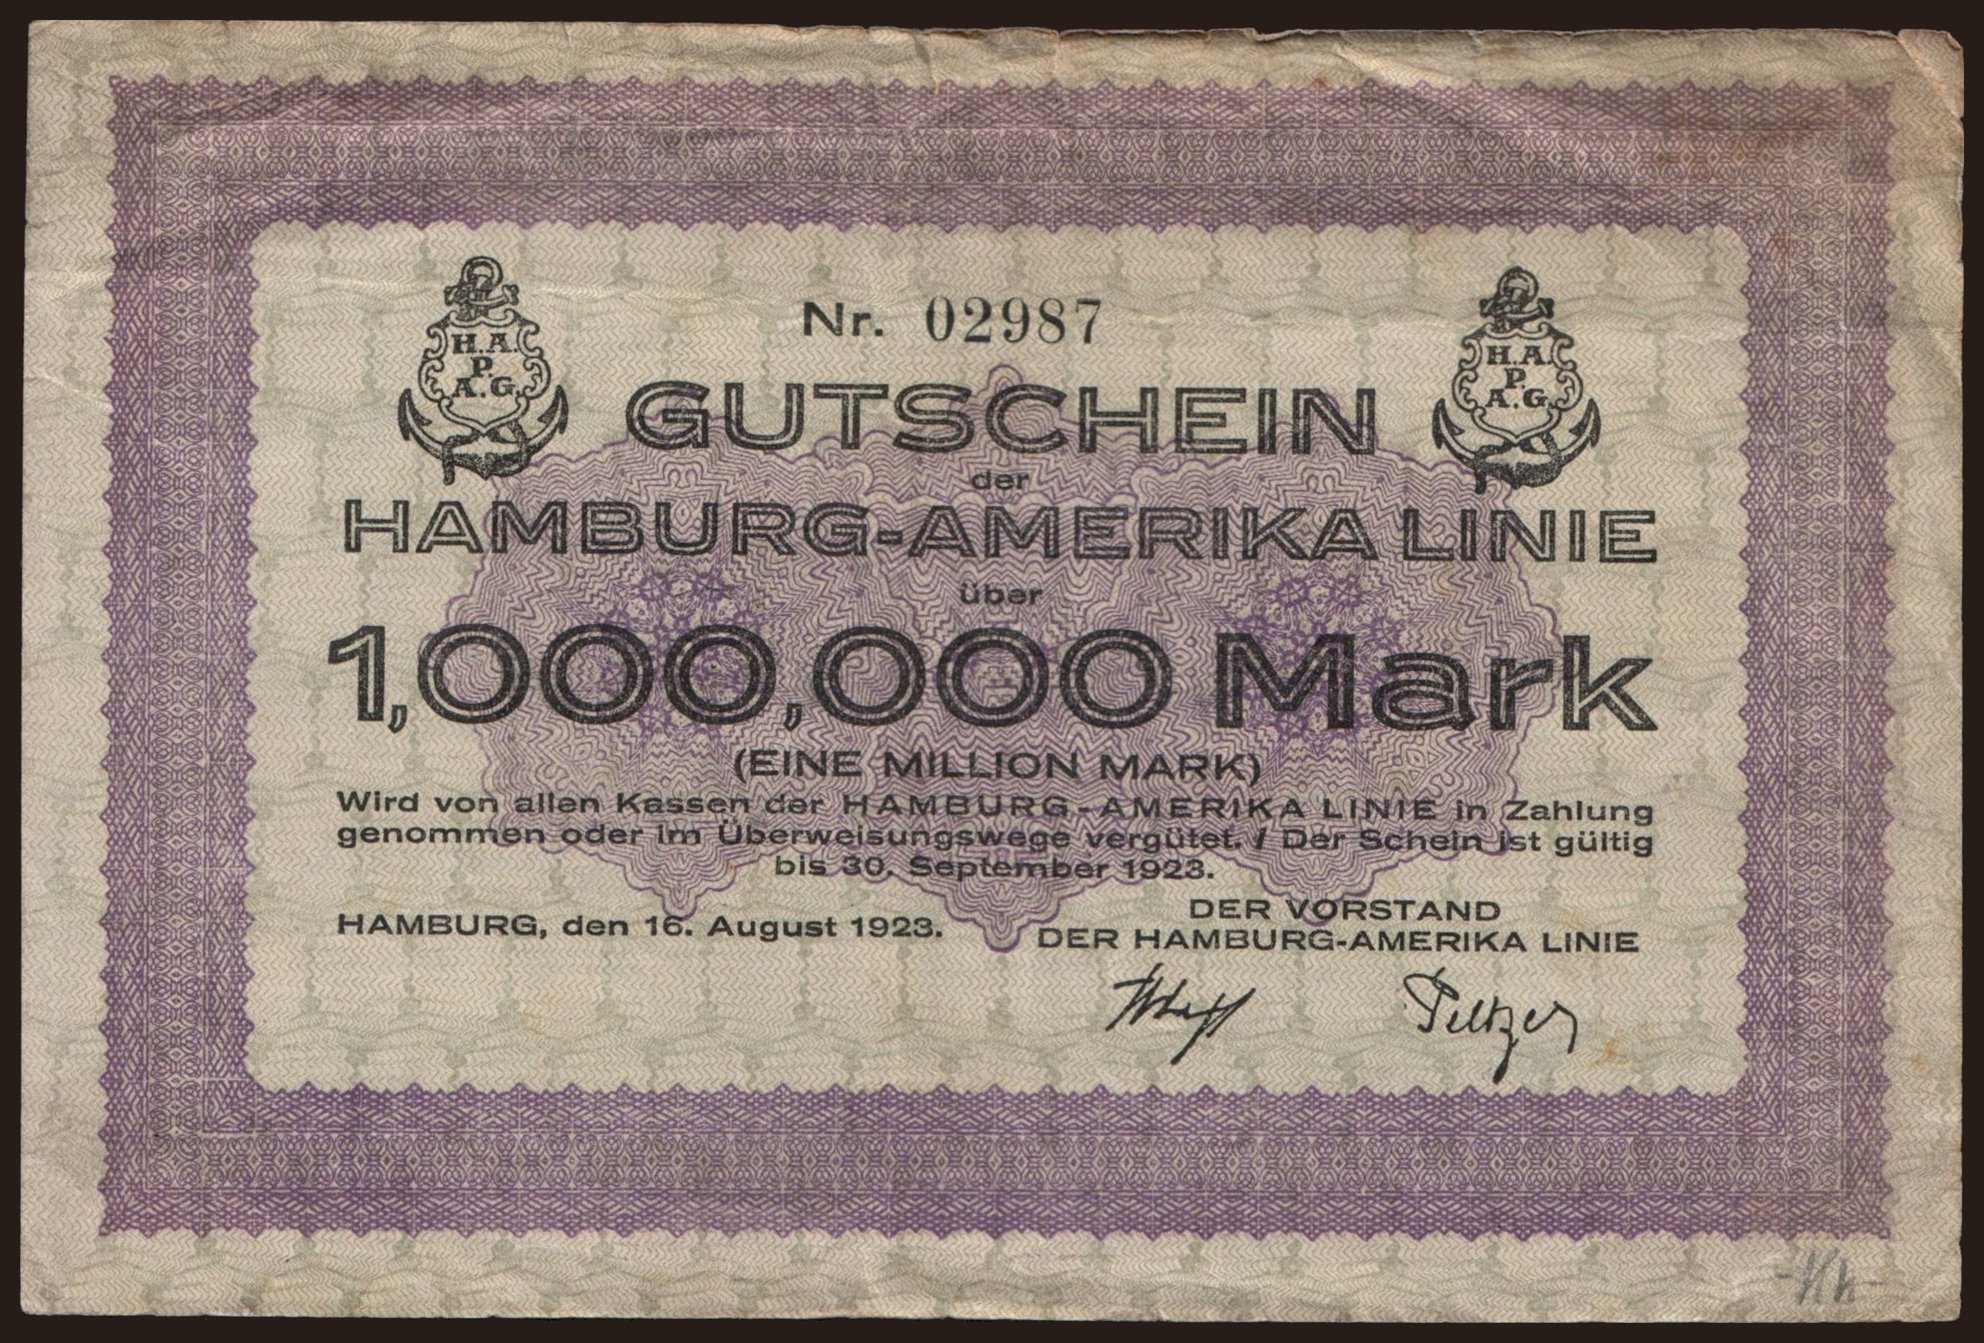 Nr. 02987
H.A.
P.
A.G.
H.A.
P.
A.G.
GUTSCHEIN
der
HAMBURG-AMERIKA LINIE
über
1,000,000 Mark
(EINE MILLION MARK)
Wird von allen Kassen der HAMBURG-AMERIKA LINIE in Zahlung
genommen oder im Überweisungswege vergütet. / Der Schein ist gültig
bis 30. September 1923.
HAMBURG, den 16. August 1923.
DER VORSTAND
DER HAMBURG-AMERIKA LINIE
Peltzer